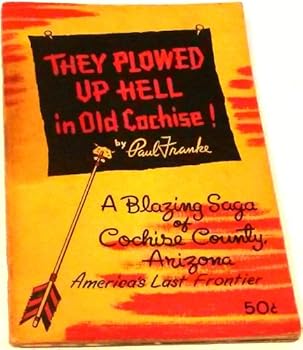 THEY PLOWED
UP HELL
in Old Cochise!
by Paul Franke
A Blazing Saga
of
Cochise County,
Arizona
America's Last Frontier
50¢